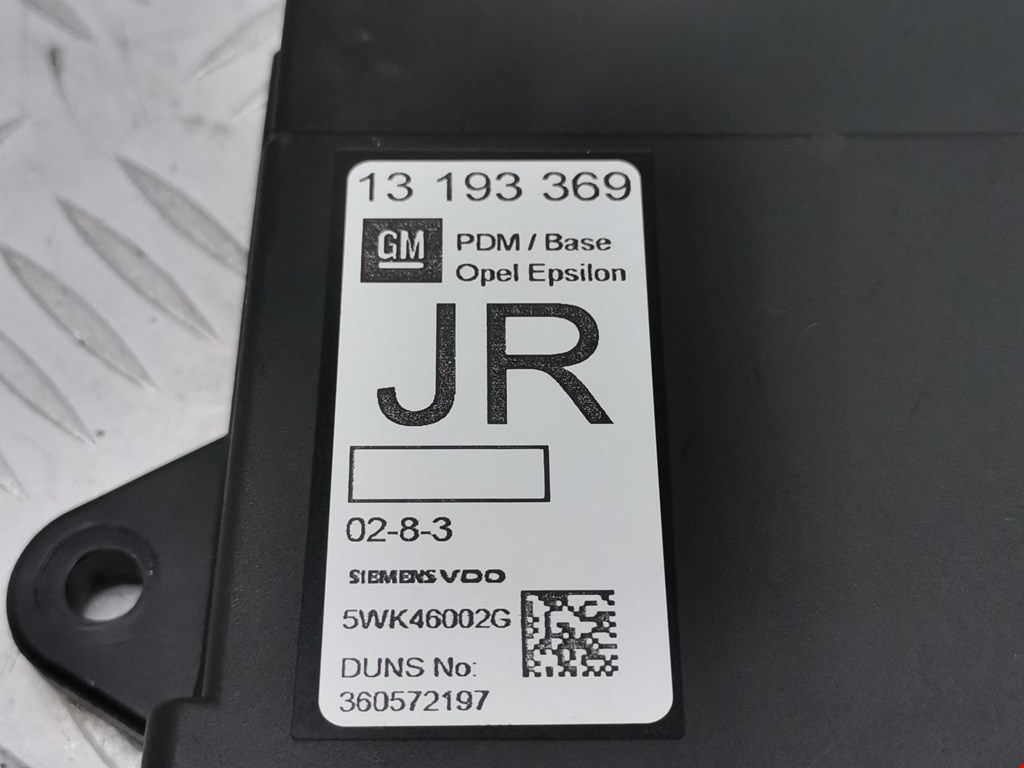 13 193 369
GM
PDM / Base
Opel Epsilon
JR
02-8-3
SIEMENS VDO
5WK46002G
DUNS No:
360572197